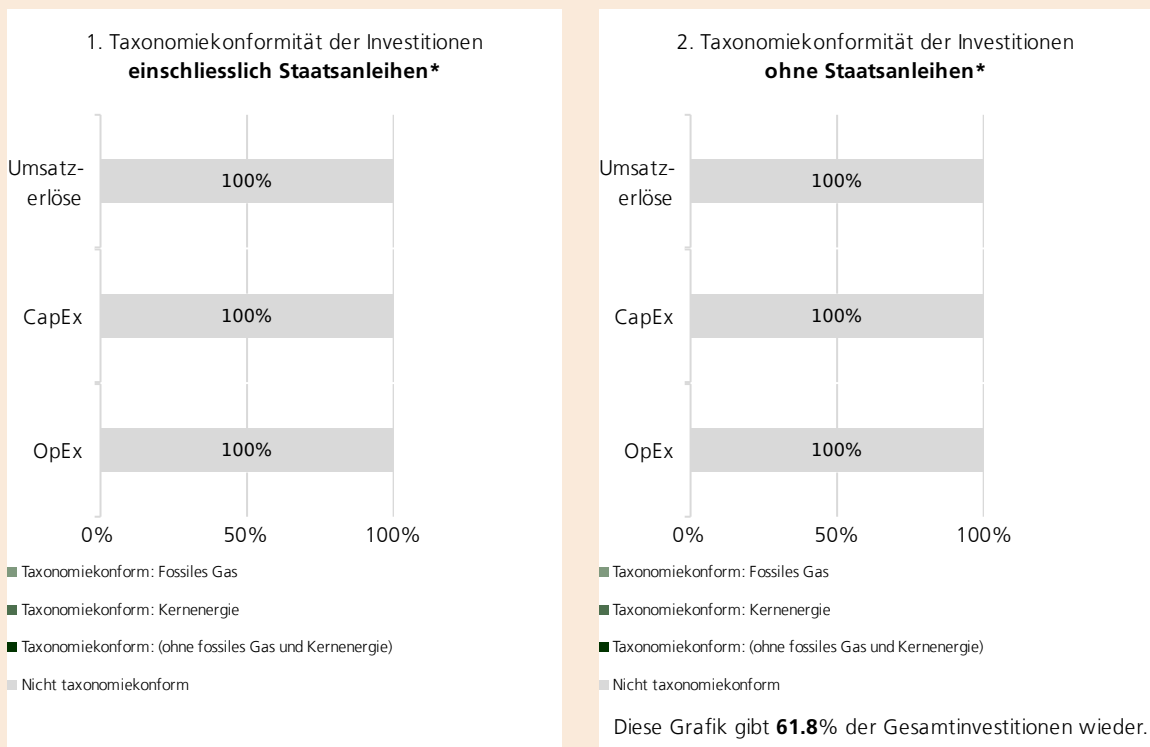 1. Taxonomiekonformität der Investitionen
einschliesslich Staatsanleihen*
Umsatz-
erlöse
100%
CapEx
100%
OpEx
100%
0%
50%
100%
Taxonomiekonform: Fossiles Gas
Taxonomiekonform: Kernenergie
Taxonomiekonform: (ohne fossiles Gas und Kernenergie)
Nicht taxonomiekonform
2. Taxonomiekonformität der Investitionen
ohne Staatsanleihen*
Umsatz-
erlöse
100%
CapEx
100%
OpEx
100%
0%
50%
100%
Taxonomiekonform: Fossiles Gas
Taxonomiekonform: Kernenergie
Taxonomiekonform: (ohne fossiles Gas und Kernenergie)
Nicht taxonomiekonform
Diese Grafik gibt 61.8% der Gesamtinvestitionen wieder.